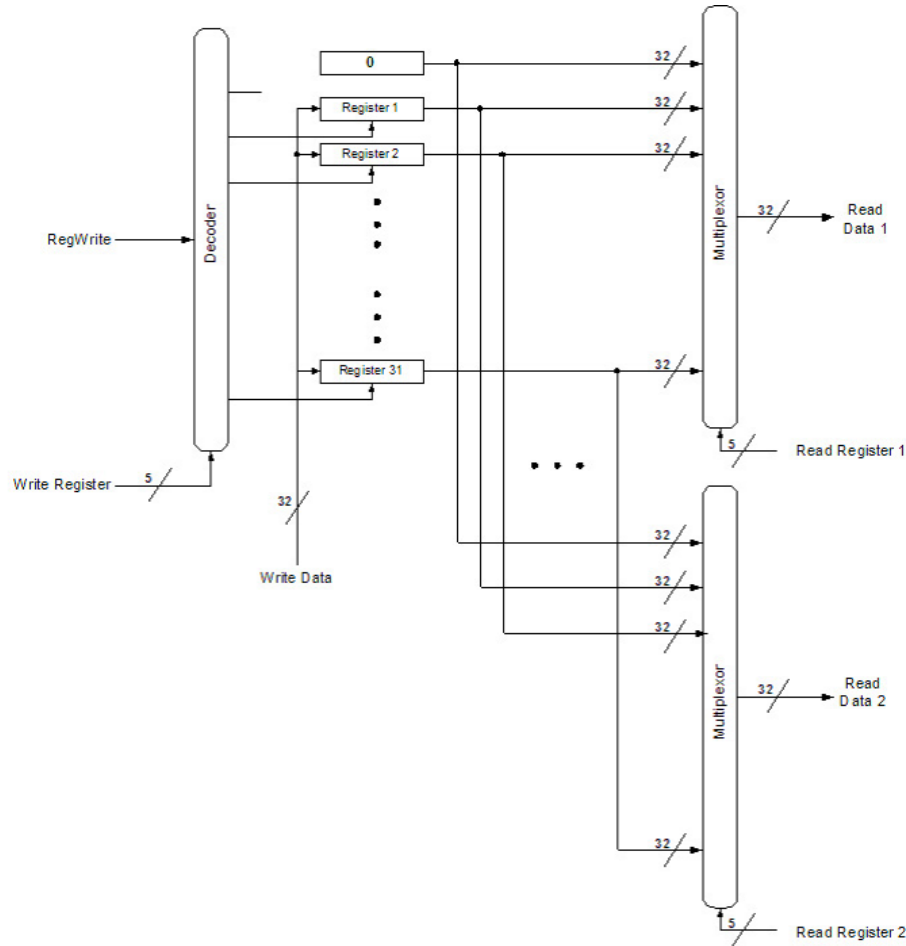 32
0
32
Register 1
32
Register 2
Decoder
RegWrite
Multiplexor
32
Read
Data 1
Register 31
32
5
Read Register 1
Write Register
5
32
Write Data
32
32
32
Multiplexor
32
Read
Data 2
32
5
Read Register 2